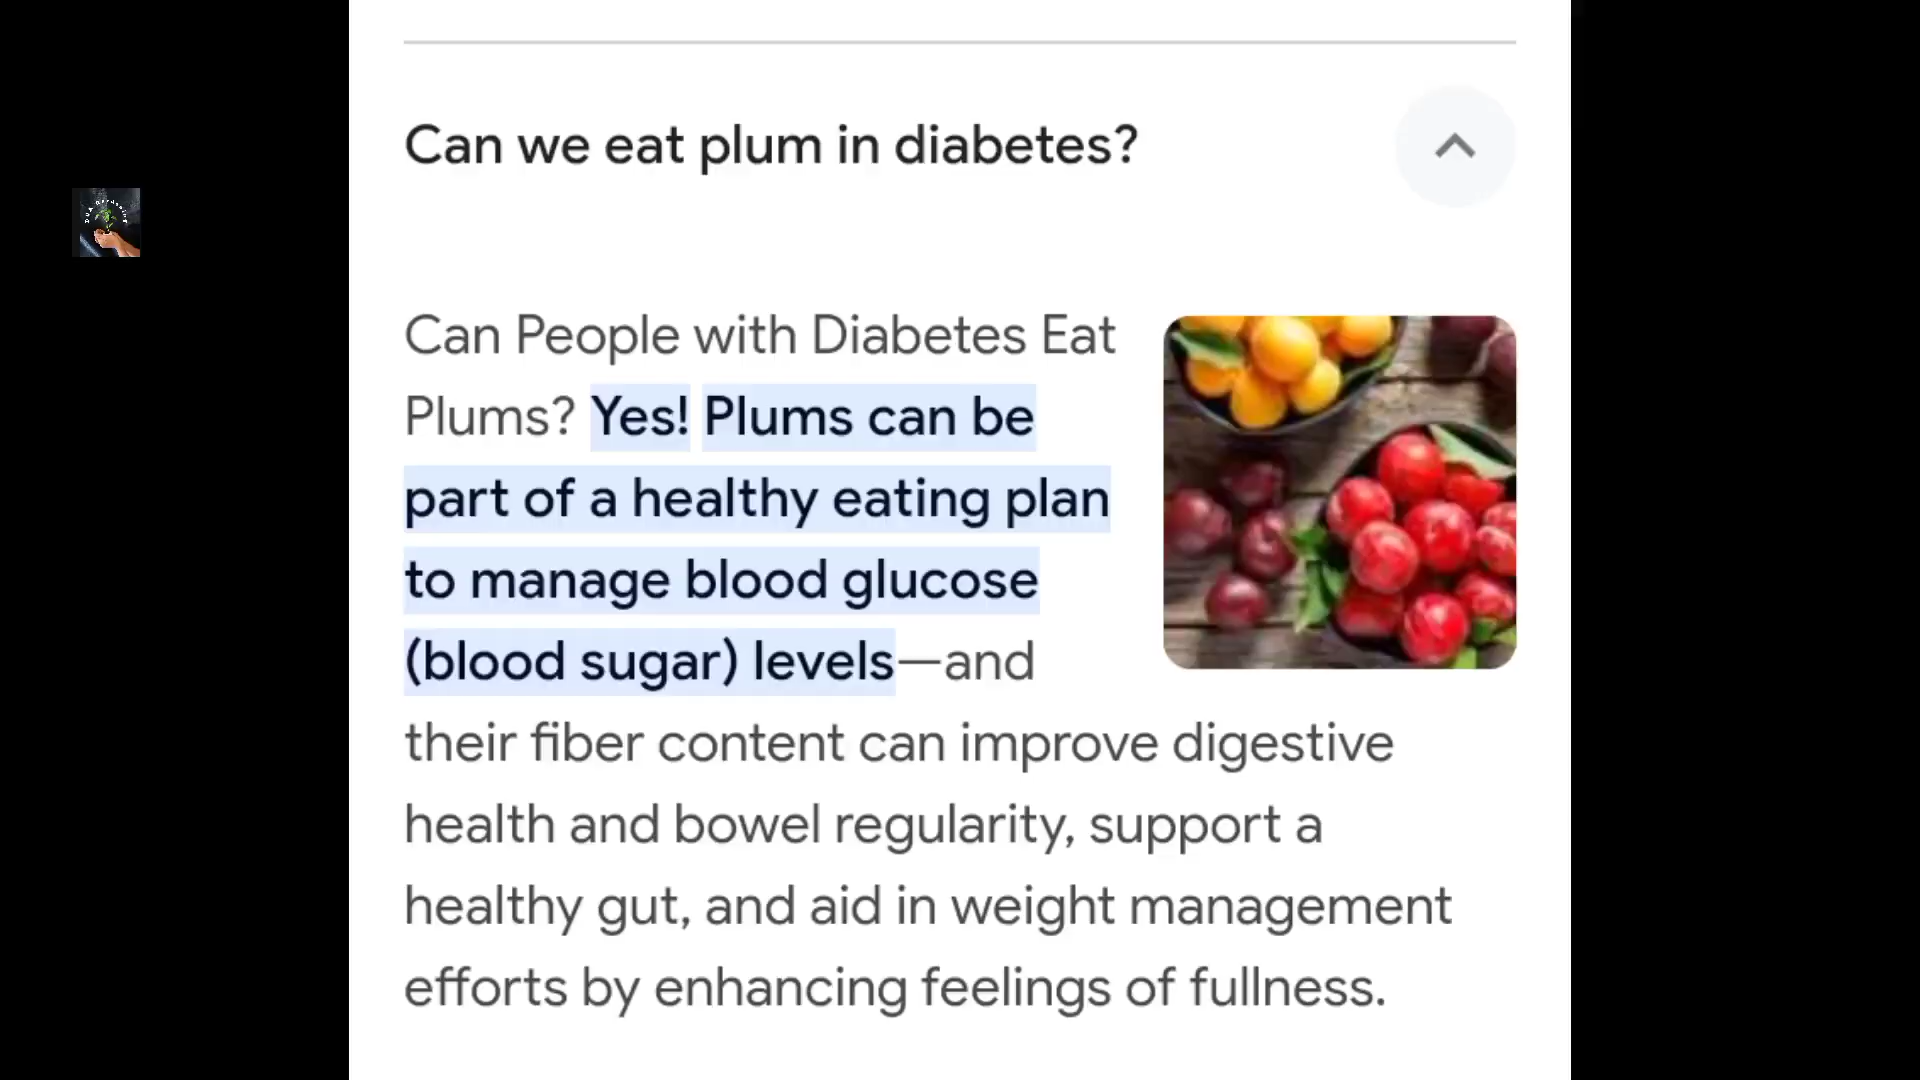 Can we eat plum in diabetes?
Can People with Diabetes Eat
Plums? Yes! Plums can be
part of a healthy eating plan
to manage blood glucose
(blood sugar) levels—and
their fiber content can improve digestive
health and bowel regularity, support a
healthy gut, and aid in weight management
efforts by enhancing feelings of fullness.